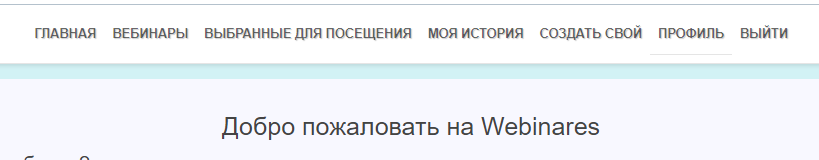 ГЛАВНАЯ ВЕБИНАРЫ ВЫБРАННЫЕ ДЛЯ ПОСЕЩЕНИЯ МОЯ ИСТОРИЯ СОЗДАТЬ СВОЙ ПРОФИЛЬ ВЫЙТИ
Добро пожаловать на Webinares